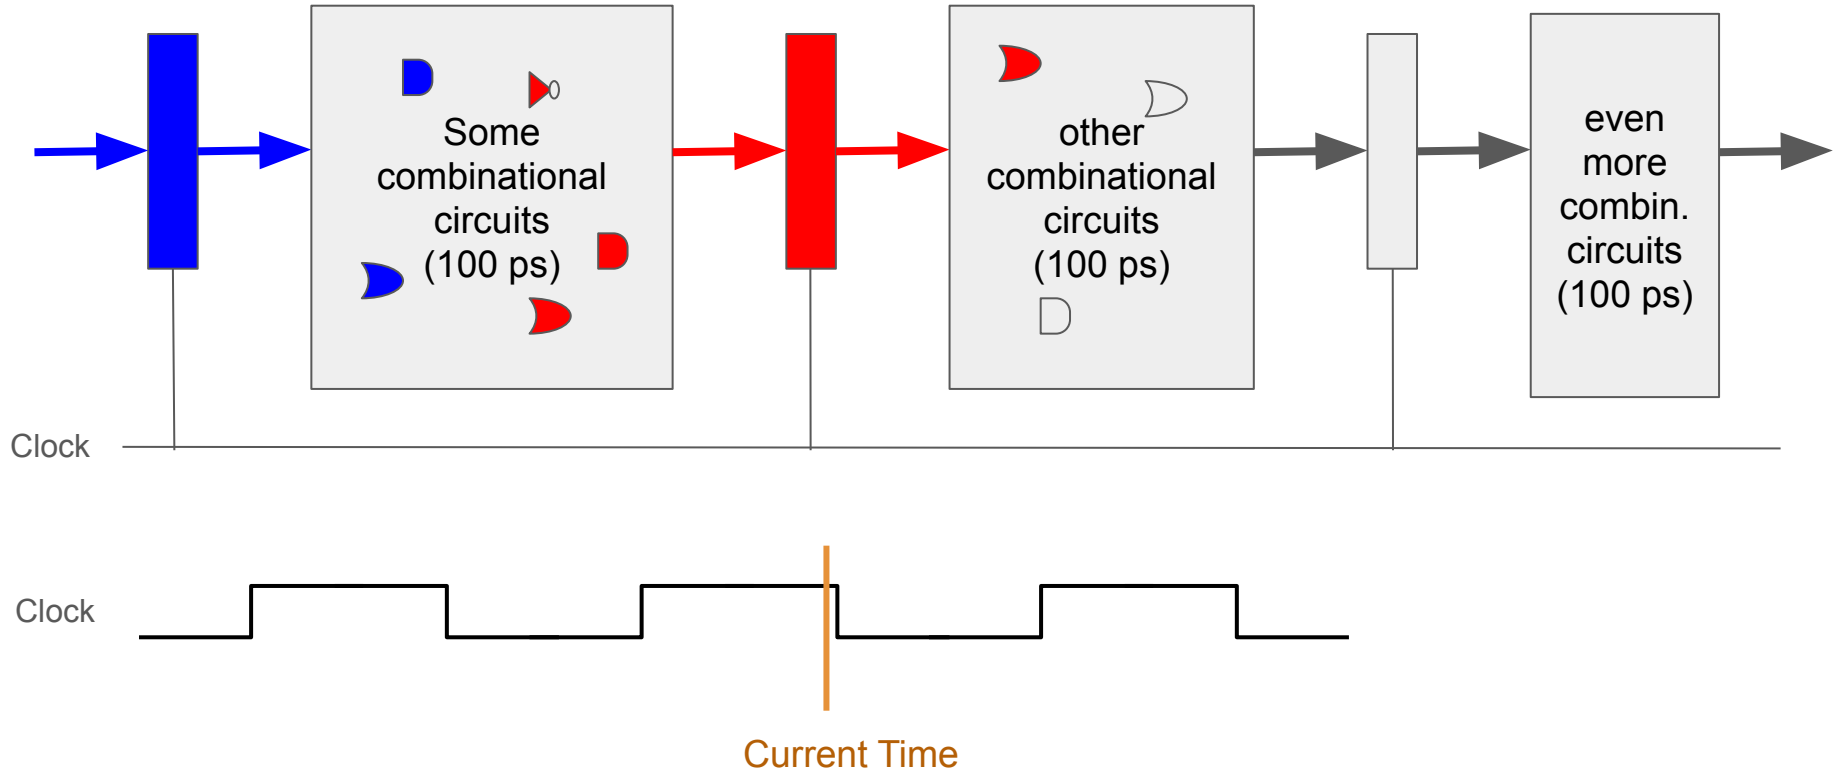 Some
combinational
circuits
(100 ps)
other
combinational
circuits
(100 ps)
even
more
combin.
circuits
(100 ps)
Clock
Clock
Current Time